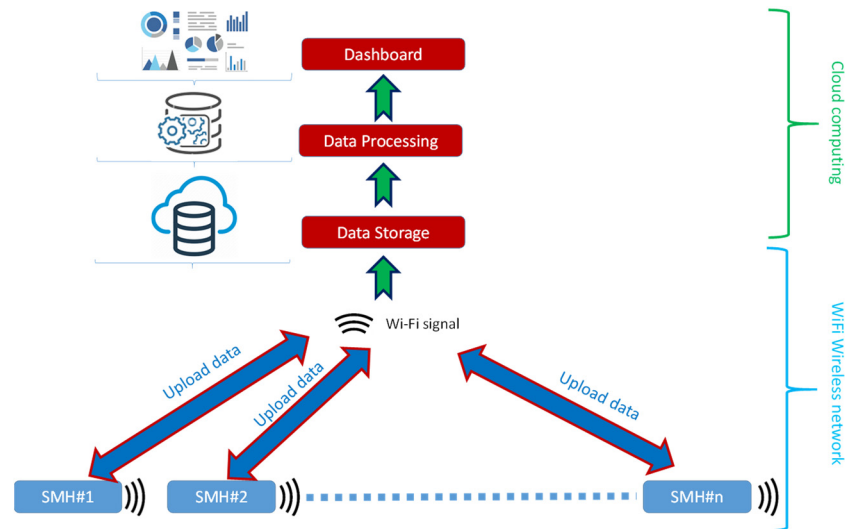 Dashboard
Data Processing
Data Storage
Wi-Fi signal
Upload data
Upload data
Upload data
SMH#1
SMH#2
SMH#n
Cloud computing
WiFi Wireless network